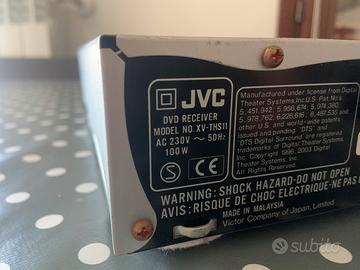 JVC
DVD RECEIVER
MODEL NO. XV-THS11
AC 230V ~ 50Hz
100W
S
CE
Manufactured under license from Digital
Theater Systems, Inc. U.S. Pat. No's
5,451,942; 5,956,674; 5,974,380;
5,978,762; 6,226,616; 6,487,535 and
other U.S. and world-wide patents
issued and pending. "DTS" and
"DTS Digital Surround" are registered
trademarks of Digital Theater Systems,
Inc. Copyright 1996, 2003 Digital
Theater Systems, Inc.
WARNING: SHOCK HAZARD-DO NOT OPEN
AVIS: RISQUE DE CHOC ELECTRIQUE-NE PAS
MADE IN MALAYSIA
Victor Company of Japan, Limited
subito